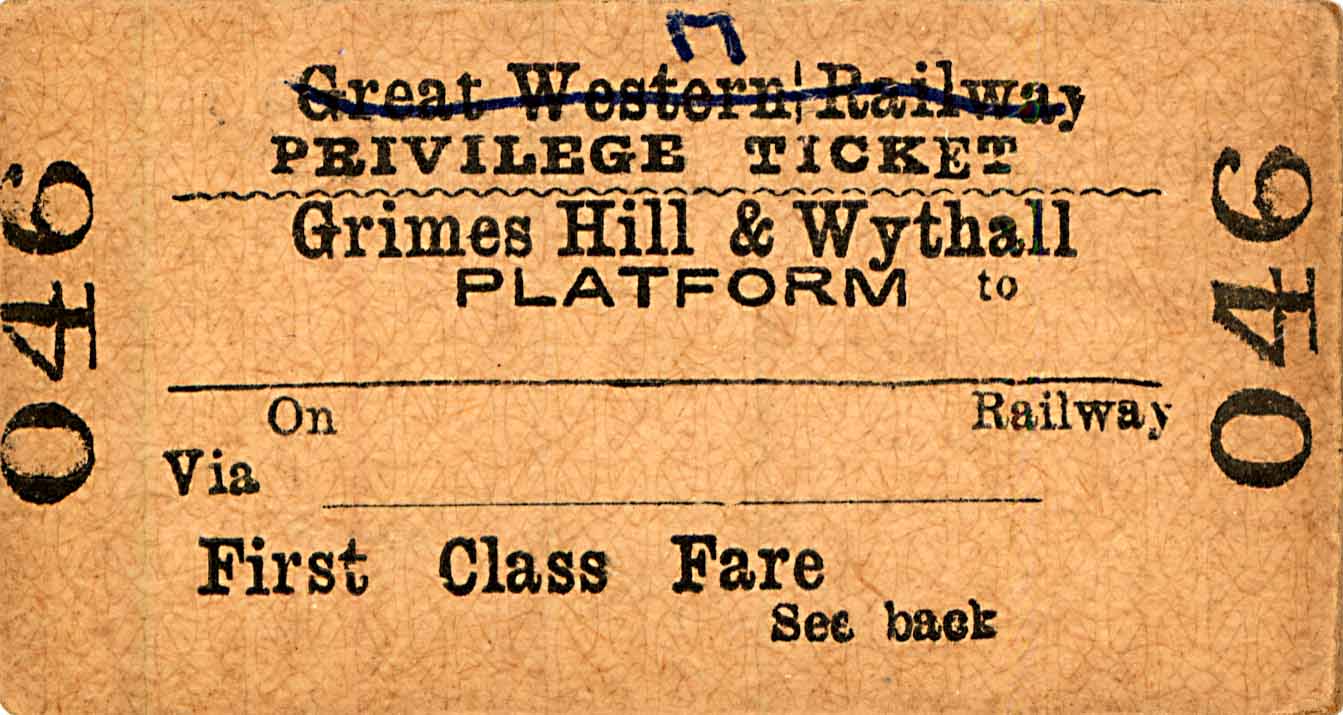 Great Western Railway
PRIVILEGE TICKET
Grimes Hill & Wythall
PLATFORM to
On Railway
Via
First Class Fare
See back
046
046